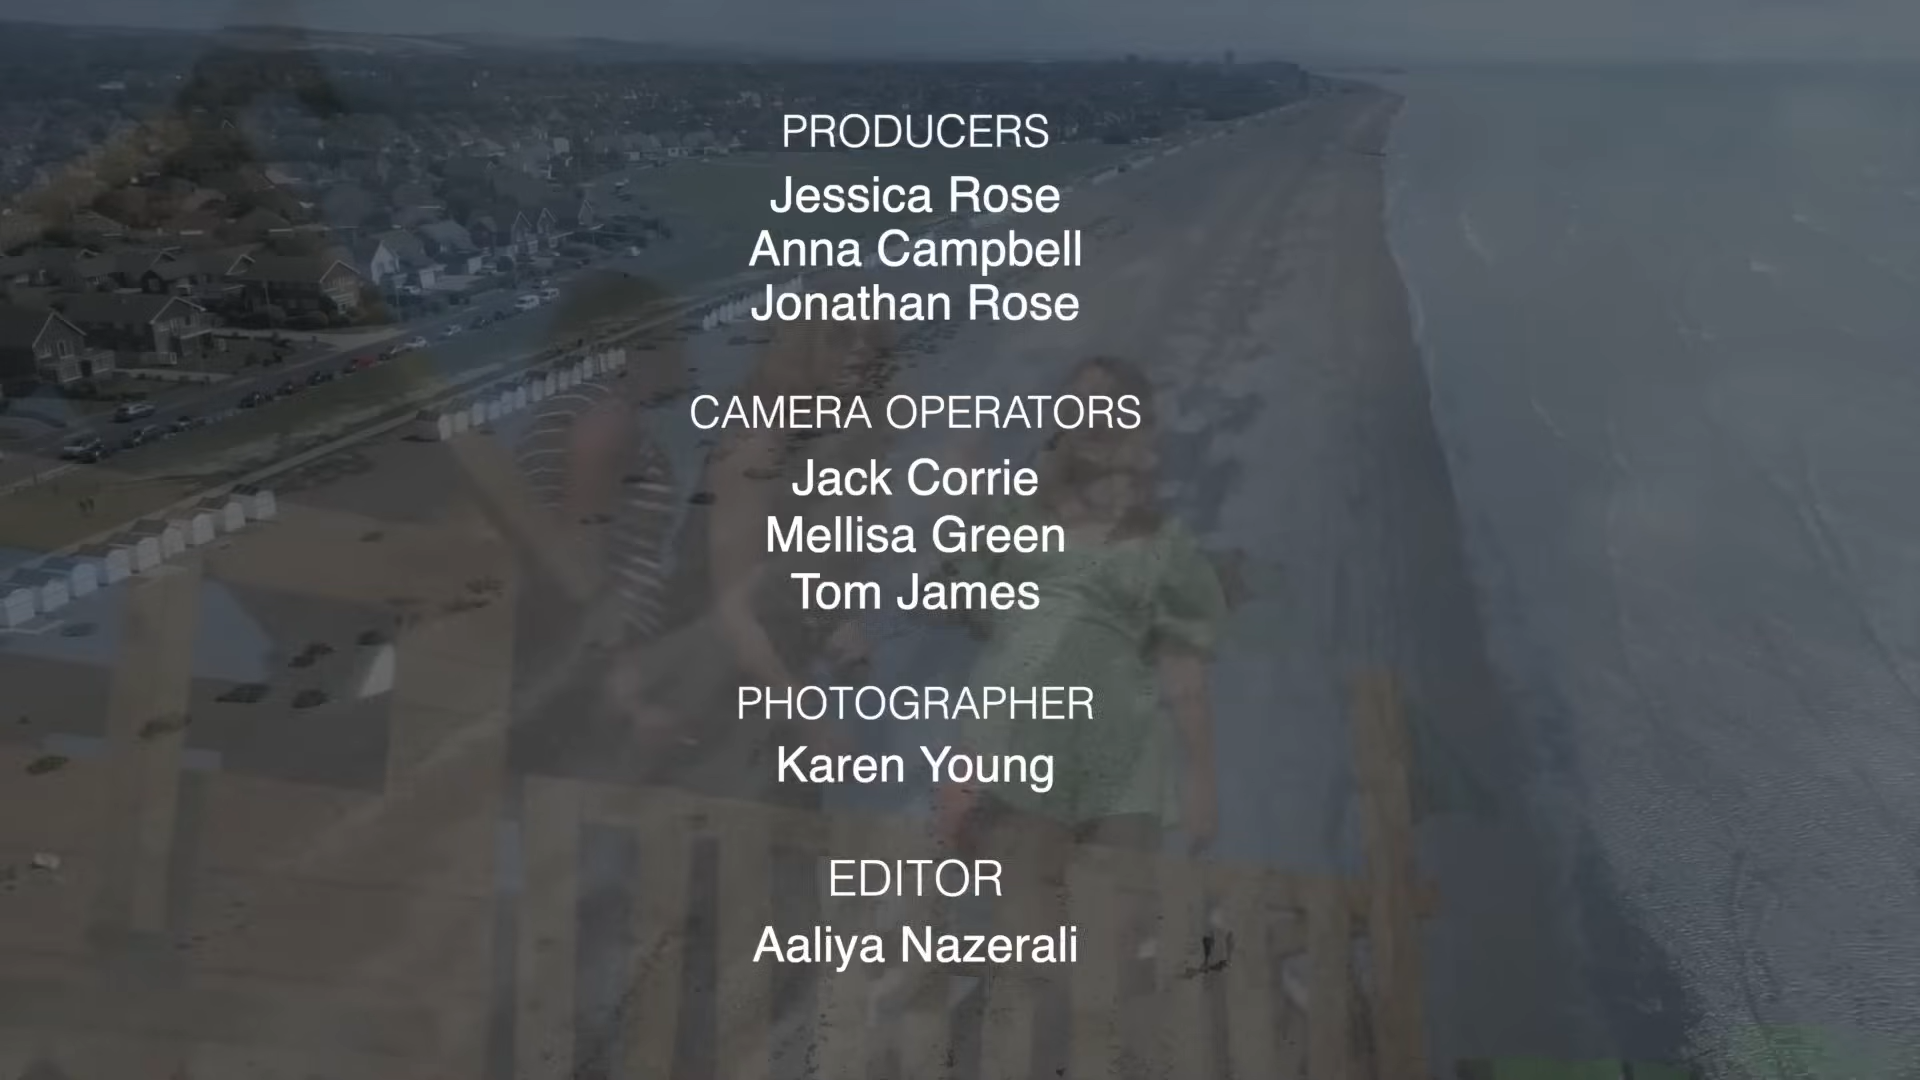 PRODUCERS
Jessica Rose
Anna Campbell
Jonathan Rose
CAMERA OPERATORS
Jack Corrie
Mellisa Green
Tom James
PHOTOGRAPHER
Karen Young
EDITOR
Aaliya Nazerali